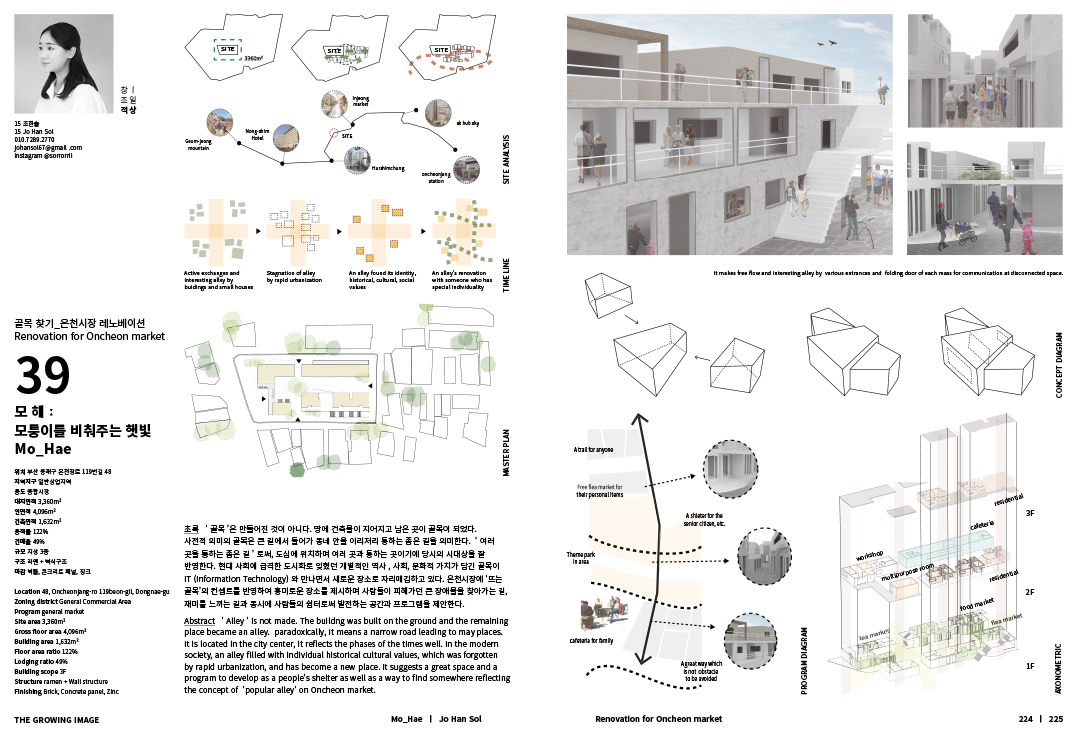 창 |
조 일
적 상
15 조한솔
15 Jo Han Sol
010.7289.2770
johansol67@gmail .com
instagram @sorrorrii
SITE
3360m²
SITE
SITE
Geum-jeong
mountain
Nong-shim
Hotel
Injeong
market
SITE
Hurshimchang
sk hub sky
oncheonjang
station
SITE ANALYSIS
Active exchanges and
interesting alley by
buidings and small houses
Stagnation of alley
by rapid urbanization
An alley found its identity,
historical, cultural, social
values
An alley's renovation
with someone who has
special individuality
TIME LINE
골목 찾기_온천시장 레노베이션
Renovation for Oncheon market
39
모 해 :
모퉁이를 비춰주는 햇빛
Mo_Hae
위치 부산 동래구 온천장로 119번길 48
지역지구 일반상업지역
용도 종합시장
대지면적 3,360m²
연면적 4,096m²
건축면적 1,632m²
용적률 122%
건폐율 49%
규모 지상 3층
구조 라멘 + 벽식구조
마감 벽돌, 콘크리트 패널, 징크
Location 48, Oncheonjang-ro 119beon-gil, Dongnae-gu
Zoning district General Commercial Area
Program general market
Site area 3,360m²
Gross floor area 4,096m²
Building area 1,632m²
Floor area ratio 122%
Lodging ratio 49%
Building scope 3F
Structure ramen + Wall structure
Finishing Brick, Concrete panel, Zinc
MASTER PLAN
초록 ' 골목 '은 만들어진 것이 아니다. 땅에 건축물이 지어지고 남은 곳이 골목이 되었다.
사전적 의미의 골목은 큰 길에서 들어가 동네 안을 이리저리 통하는 좁은 길을 의미한다. ' 여러
곳을 통하는 좁은 길 ' 로써, 도심에 위치하며 여러 곳과 통하는 곳이기에 당시의 시대상을 잘
반영한다. 현대 사회에 급격한 도시화로 잊혔던 개별적인 역사 , 사회, 문화적 가치가 담긴 골목이
IT (Information Technology) 와 만나면서 새로운 장소로 자리매김하고 있다. 온천시장에 '뜨는
골목'의 컨셉트를 반영하여 흥미로운 장소를 제시하며 사람들이 피해가던 큰 장애물을 찾아가는 길,
재미를 느끼는 길과 동시에 사람들의 쉼터로써 발전하는 공간과 프로그램을 제안한다.
Abstract ' Alley ' is not made. The buildng was built on the ground and the remaining
place became an alley. paradoxically, it means a narrow road leading to may places.
It is located in the city center, it reflects the phases of the times well. In the modern
society, an alley filled with individual historical cultural values, which was forgotten
by rapid urbanization, and has become a new place. It suggests a great space and a
program to develop as a people's shelter as well as a way to find somewhere reflecting
the concept of 'popular alley' on Oncheon market.
THE GROWING IMAGE
Mo_Hae | Jo Han Sol
It makes free flow and interesting alley by various entrances and folding door of each mass for communication at disconnected space.
CONCEPT DIAGRAM
A trail for anyone
Free flea market for
their personal items
A shleter for the
senior citizen, etc.
Theme park
in area
cafeteria for family
A great way which
is not obstacle
to be avoided
PROGRAM DIAGRAM
residential
3F
cafeteria
workshop
multipurpose room
residential
2F
food market
flea market
flea market
1F
AXONOMETRIC
Renovation for Oncheon market
224 | 225